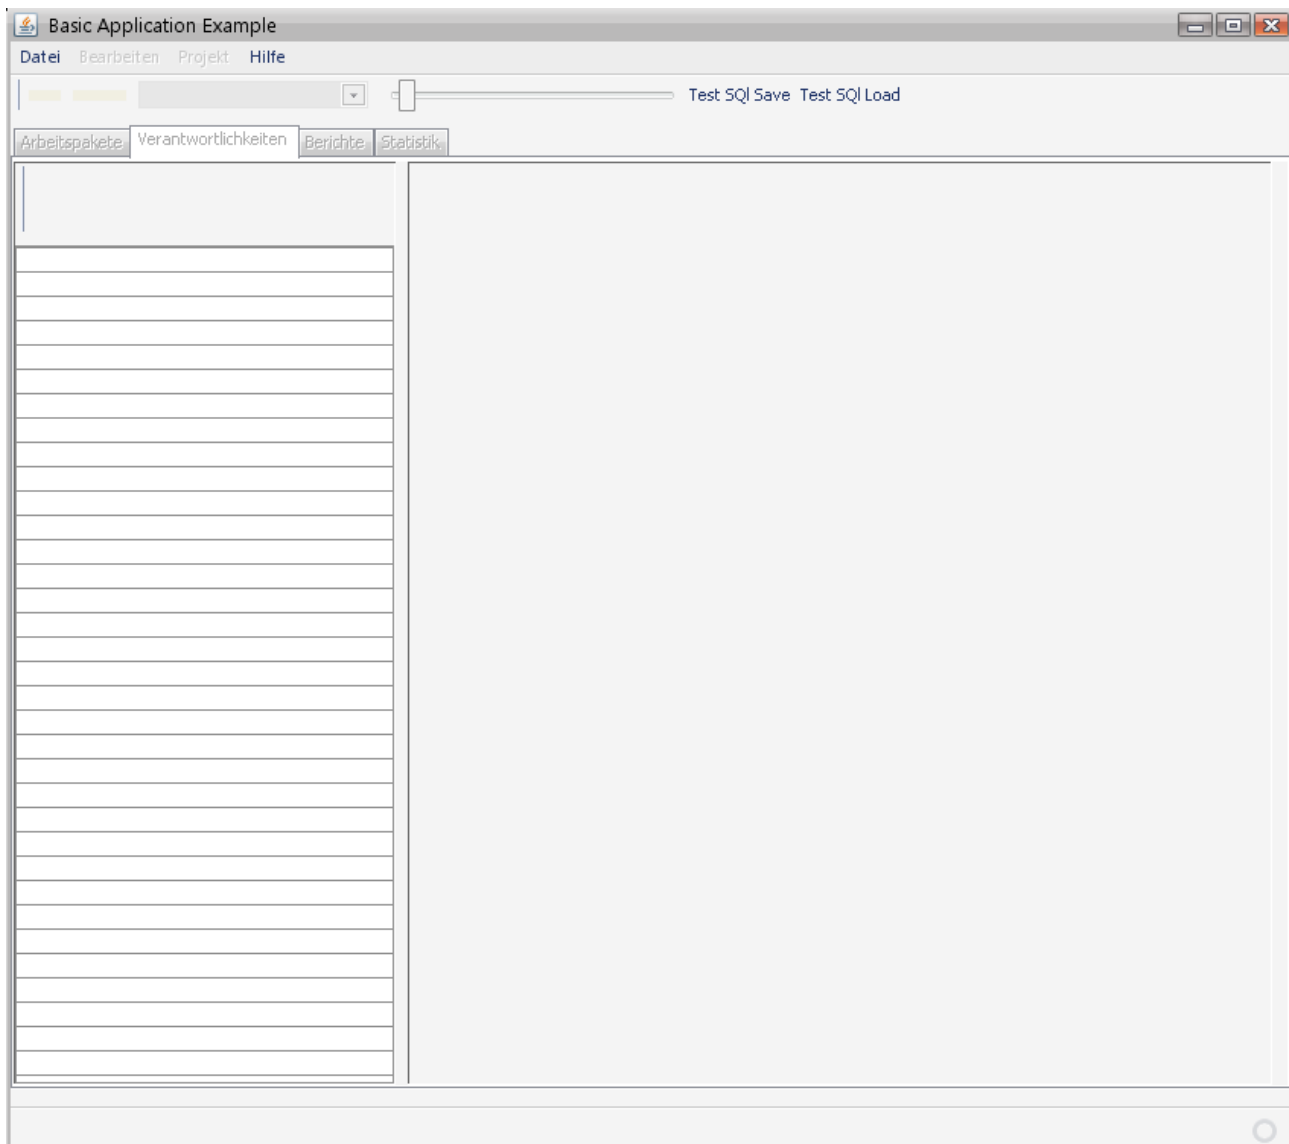 Basic Application Example
Datei Bearbeiten Projekt Hilfe
Test SQl Save Test SQl Load
Arbeitspakete Verantwortlichkeiten Berichte Statistik